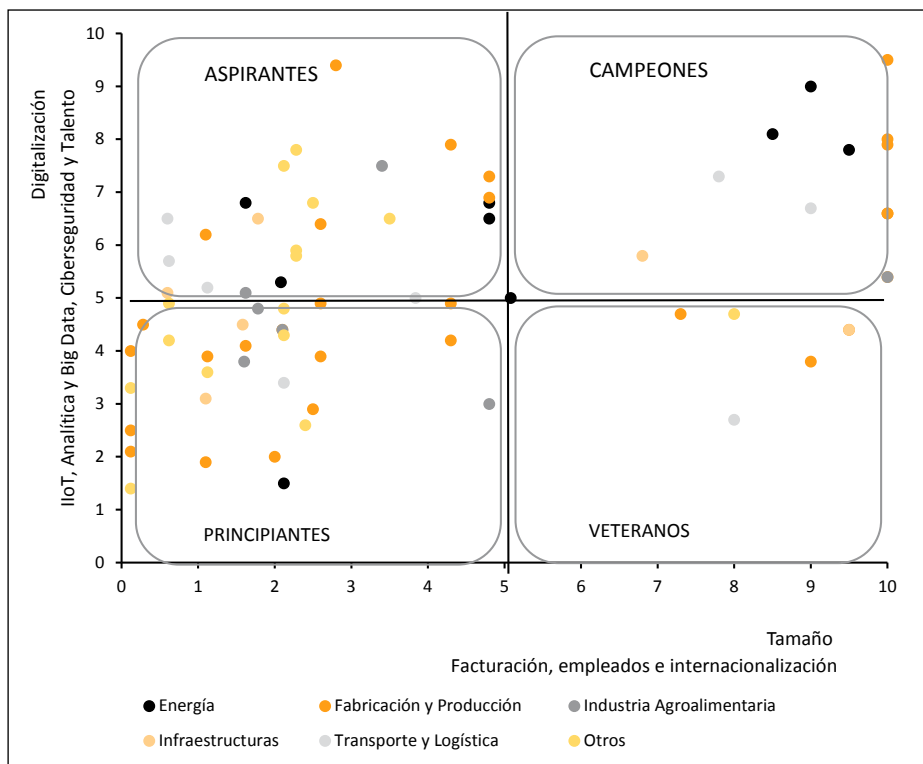 Digitalización
IIoT, Analítica y Big Data, Ciberseguridad y Talento
10
9
8
7
6
5
4
3
2
1
0
ASPIRANTES
CAMPEONES
PRINCIPIANTES
VETERANOS
0 1 2 3 4 5 6 7 8 9 10
Tamaño
Facturación, empleados e internacionalización
Energía Fabricación y Producción Industria Agroalimentaria
Infraestructuras Transporte y Logística Otros